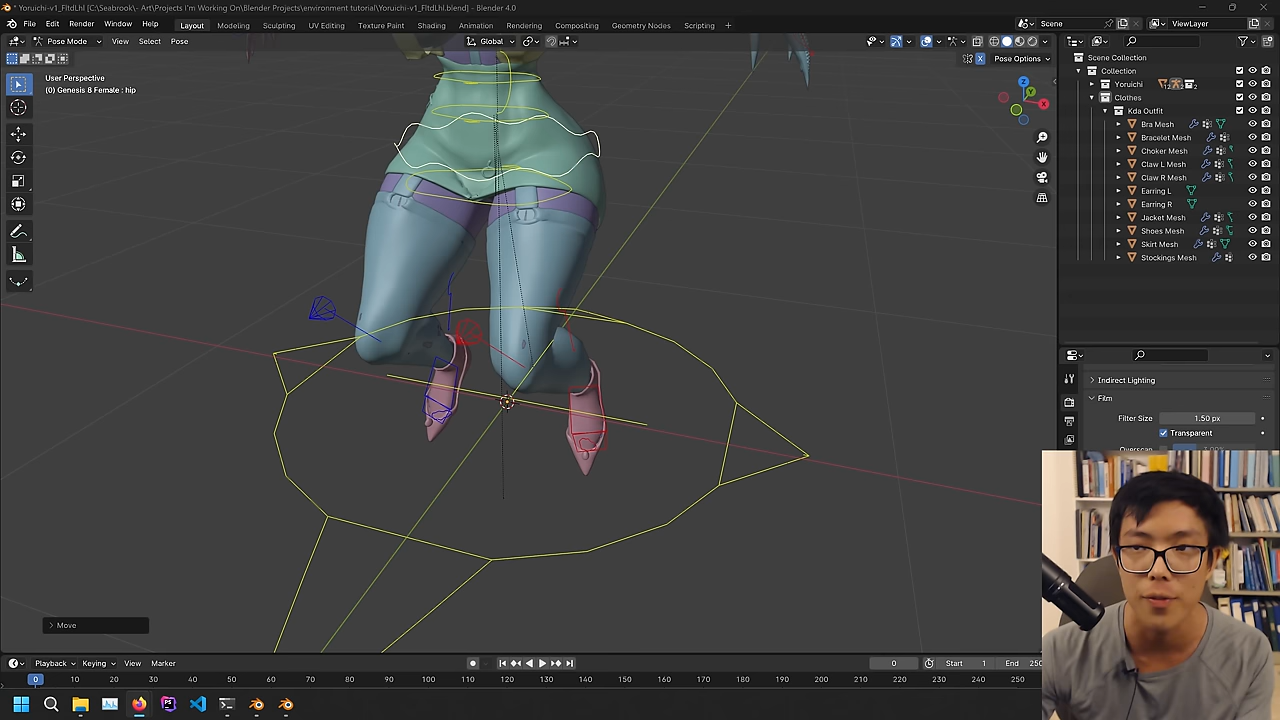 * Yoruichi-v1_FltdLhl [C:\Seabrook\- Art\Projects I'm Working On\Blender Projects\environment tutorial\Yoruichi-v1_FltdLhl.blend] - Blender 4.0
File Edit Render Window Help Layout Modeling Sculpting UV Editing Texture Paint Shading Animation Rendering Compositing Geometry Nodes Scripting + Scene ViewLayer
Pose Mode View Select Pose Global
X Pose Options
User Perspective
(0) Genesis 8 Female : hip
Scene Collection
Collection
Yoruichi
Clothes
Kda Outfit
Bra Mesh
Bracelet Mesh
Choker Mesh
Claw L Mesh
Claw R Mesh
Earring L
Earring R
Jacket Mesh
Shoes Mesh
Skirt Mesh
Stockings Mesh
Z
Y
X
Indirect Lighting
Film
Filter Size 1.50 px
Transparent
Overscan
Move
Playback Keying View Marker 0 Start 1 End 250
0 10 20 30 40 50 60 70 80 90 100 110 120 130 140 150 160 170 180 190 200 210 220 230 240 250